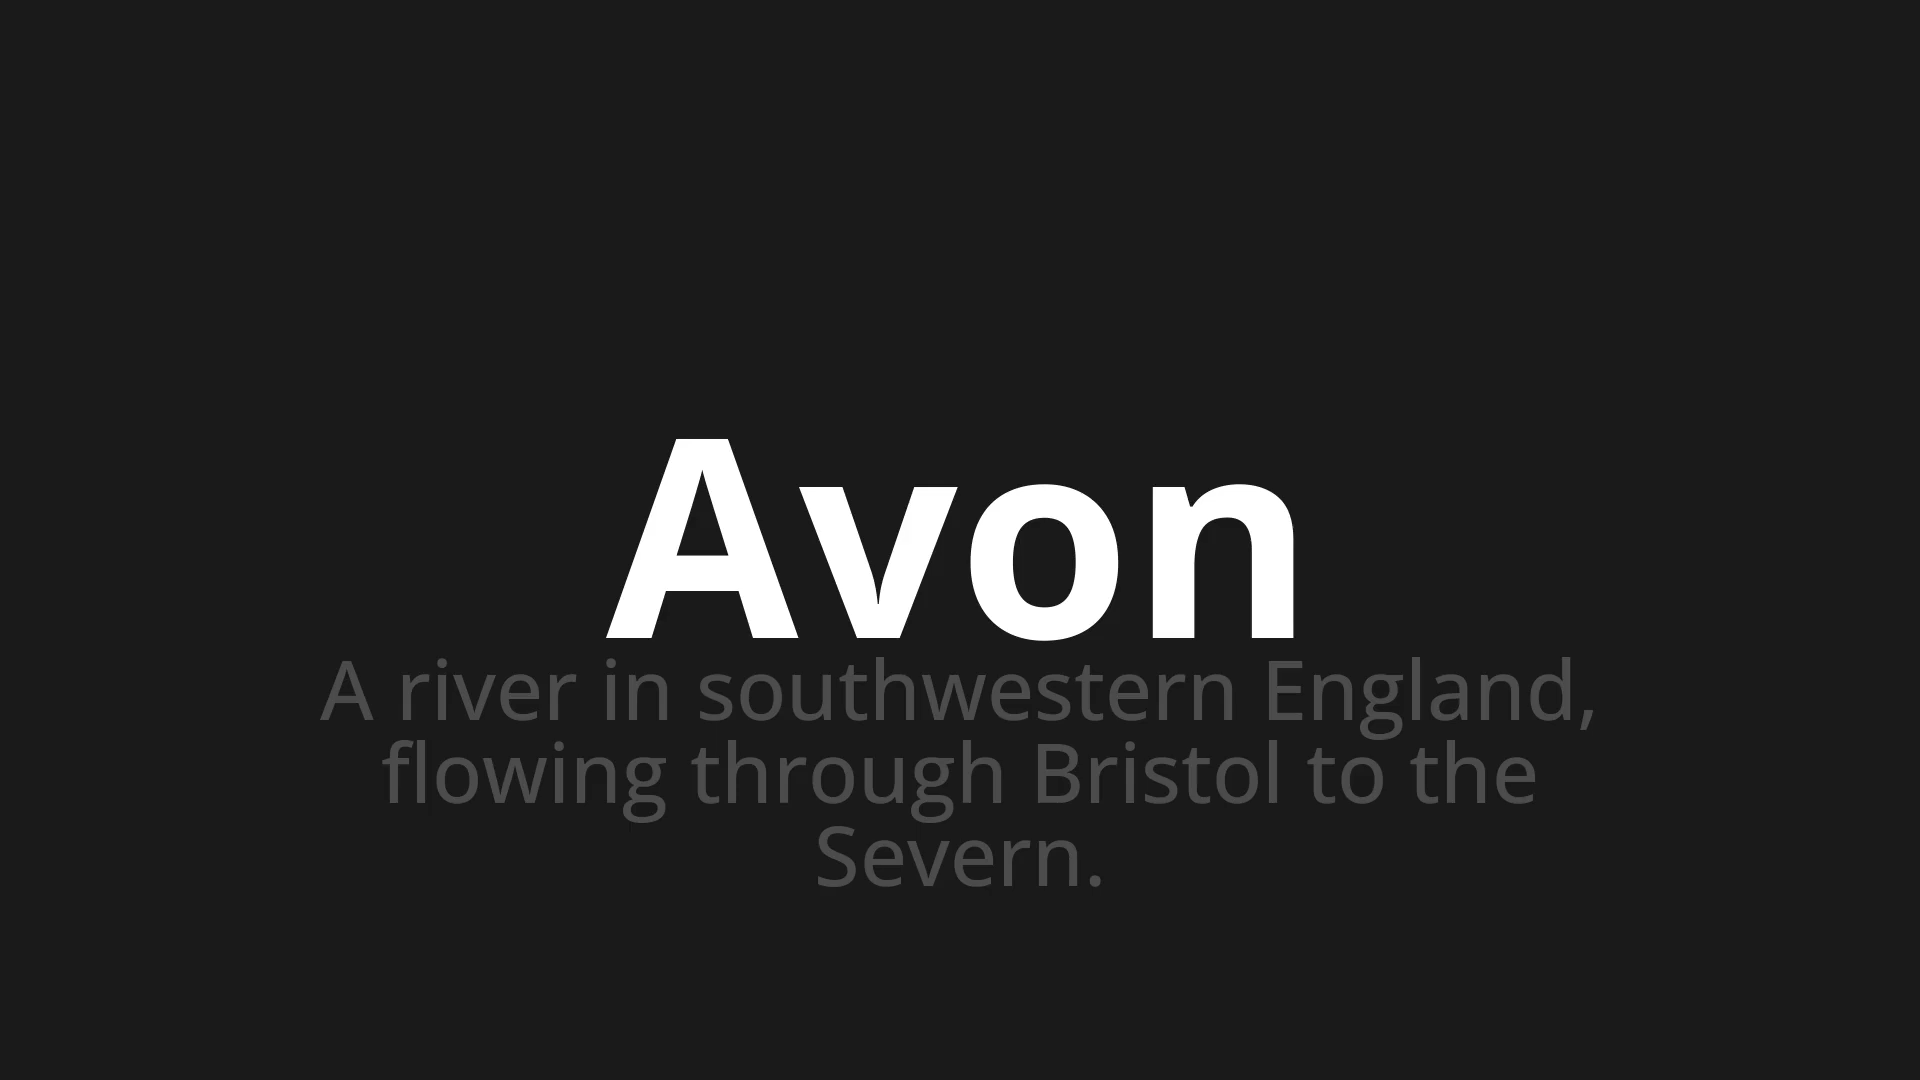 Avon
A river in southwestern England,
flowing through Bristol to the
Severn.